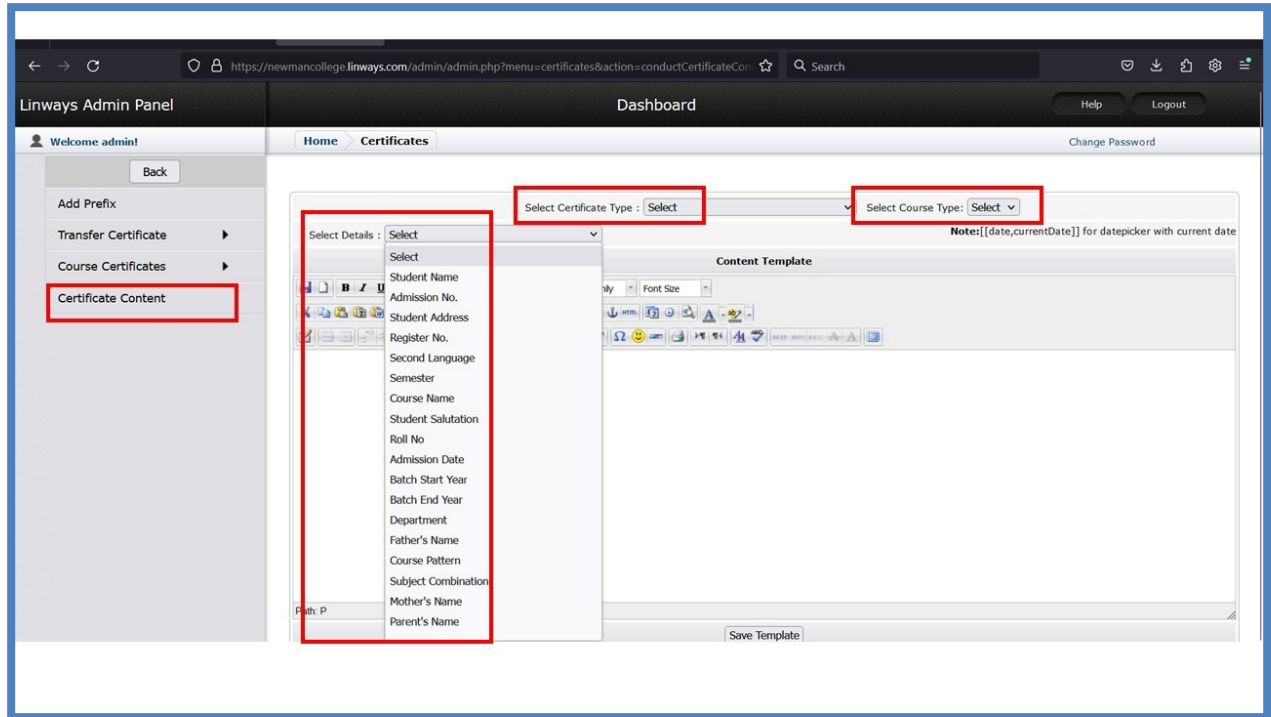 https://newmancollege.linways.com/admin/admin.php?menu=certificates&action=conductCertificateCon
Search
Linways Admin Panel
Dashboard
Help
Logout
Welcome admin!
Home
Certificates
Change Password
Back
Add Prefix
Transfer Certificate
Course Certificates
Certificate Content
Select Certificate Type : Select
Select Course Type: Select
Select Details : Select
Note:[[date,currentDate]] for datepicker with current date
Content Template
Font Size
HTML
Select
Student Name
Admission No.
Student Address
Register No.
Second Language
Semester
Course Name
Student Salutation
Roll No
Admission Date
Batch Start Year
Batch End Year
Department
Father's Name
Course Pattern
Subject Combination
Mother's Name
Parent's Name
Path: P
Save Template